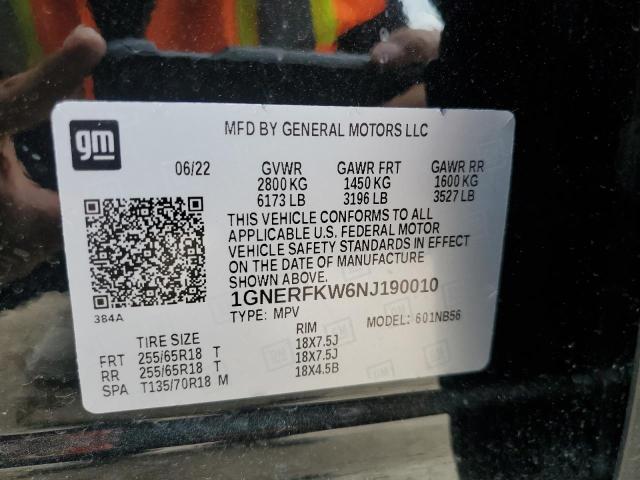 gm
MFD BY GENERAL MOTORS LLC
06/22 GVWR GAWR FRT GAWR RR
2800 KG 1450 KG 1600 KG
6173 LB 3196 LB 3527 LB
THIS VEHICLE CONFORMS TO ALL
APPLICABLE U.S. FEDERAL MOTOR
VEHICLE SAFETY STANDARDS IN EFFECT
ON THE DATE OF MANUFACTURE
SHOWN ABOVE.
1GNERFKW6NJ190010
384A
TYPE: MPV MODEL: 601NB56
TIRE SIZE RIM
FRT 255/65R18 T 18X7.5J
RR 255/65R18 T 18X7.5J
SPA T135/70R18 M 18X4.5B